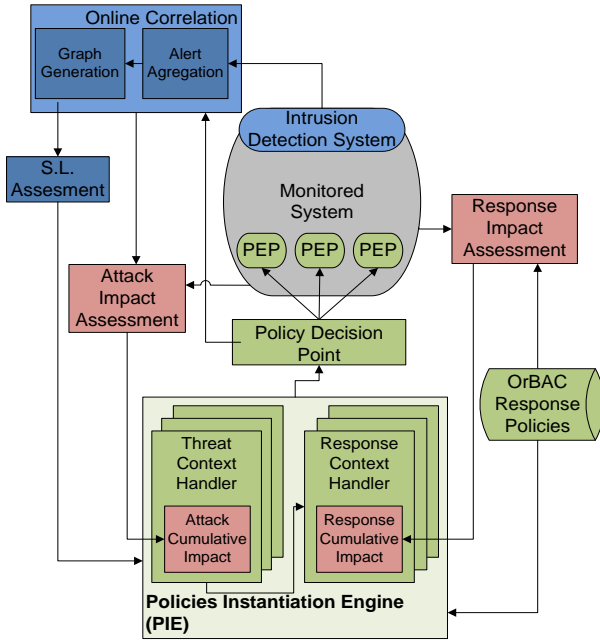 Online Correlation
Graph
Generation
Alert
Agregation
Intrusion
Detection System
S.L.
Assesment
Monitored
System
Response
Impact
Assessment
PEP
PEP
PEP
Attack
Impact
Assessment
Policy Decision
Point
OrBAC
Response
Policies
Threat
Context
Handler
Response
Context
Handler
Attack
Cumulative
Impact
Response
Cumulative
Impact
Policies Instantiation Engine
(PIE)